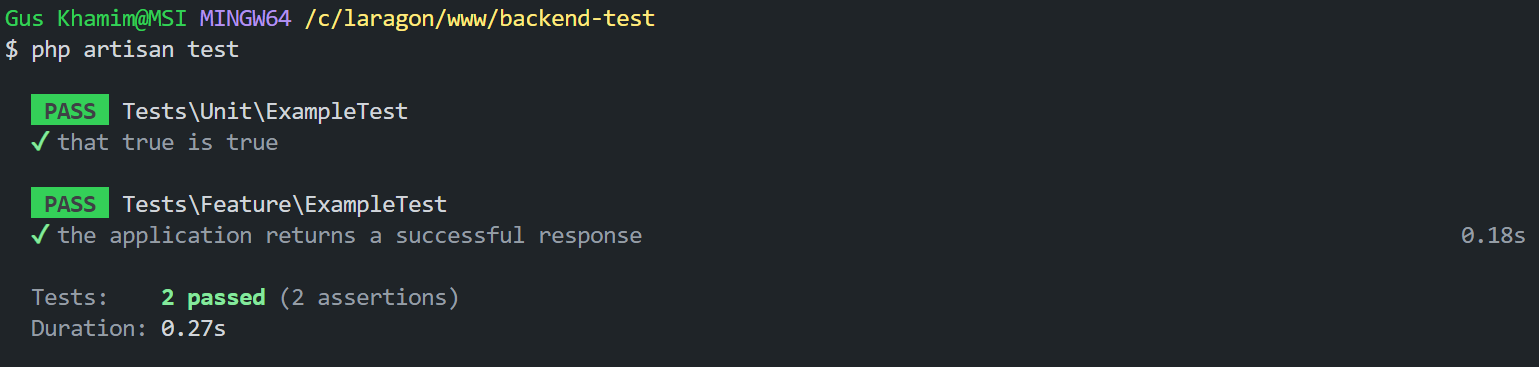 Gus Khamim@MSI MINGW64 /c/laragon/www/backend-test
$ php artisan test
PASS Tests\Unit\ExampleTest
✓ that true is true
PASS Tests\Feature\ExampleTest
✓ the application returns a successful response 0.18s
Tests: 2 passed (2 assertions)
Duration: 0.27s